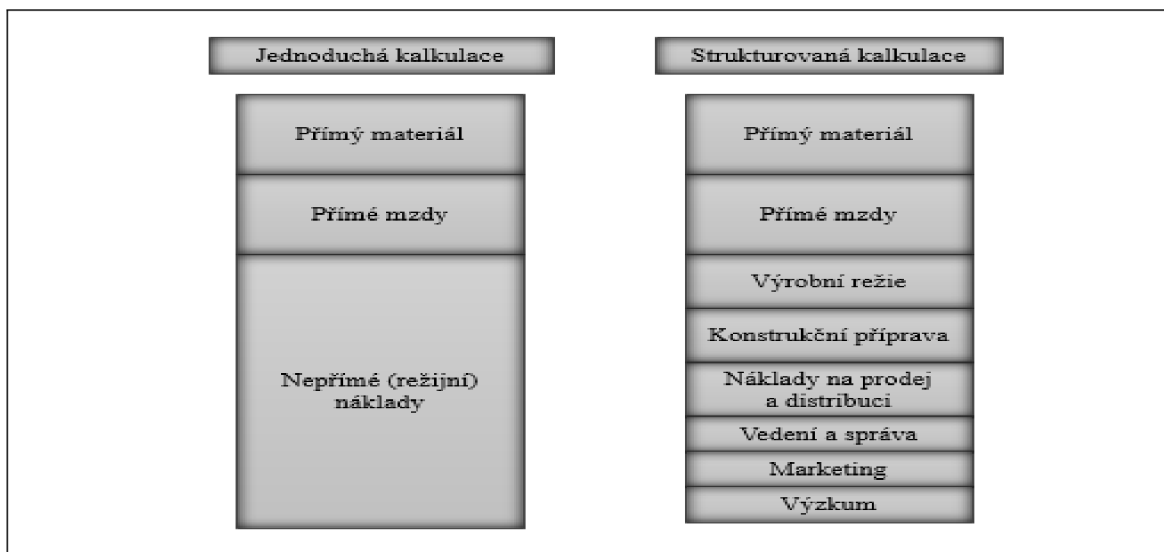 Jednoduchá kalkulace
Přímý materiál
Přímé mzdy
Nepřímé (režijní)
náklady
Strukturovaná kalkulace
Přímý materiál
Přímé mzdy
Výrobní režie
Konstrukční příprava
Náklady na prodej
a distribuci
Vedení a správa
Marketing
Výzkum